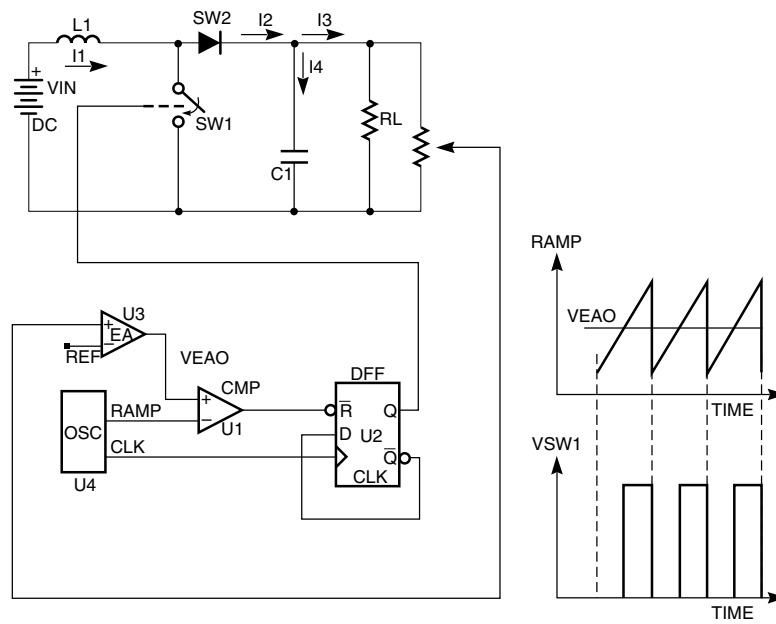 L1
SW2
I2
I3
I1
I4
+
VIN
DC
SW1
RL
C1
U3
+
EA
–
REF
VEAO
CMP
+
–
U1
OSC
RAMP
CLK
U4
DFF
R
Q
D
U2
Q
CLK
RAMP
VEAO
TIME
VSW1
TIME